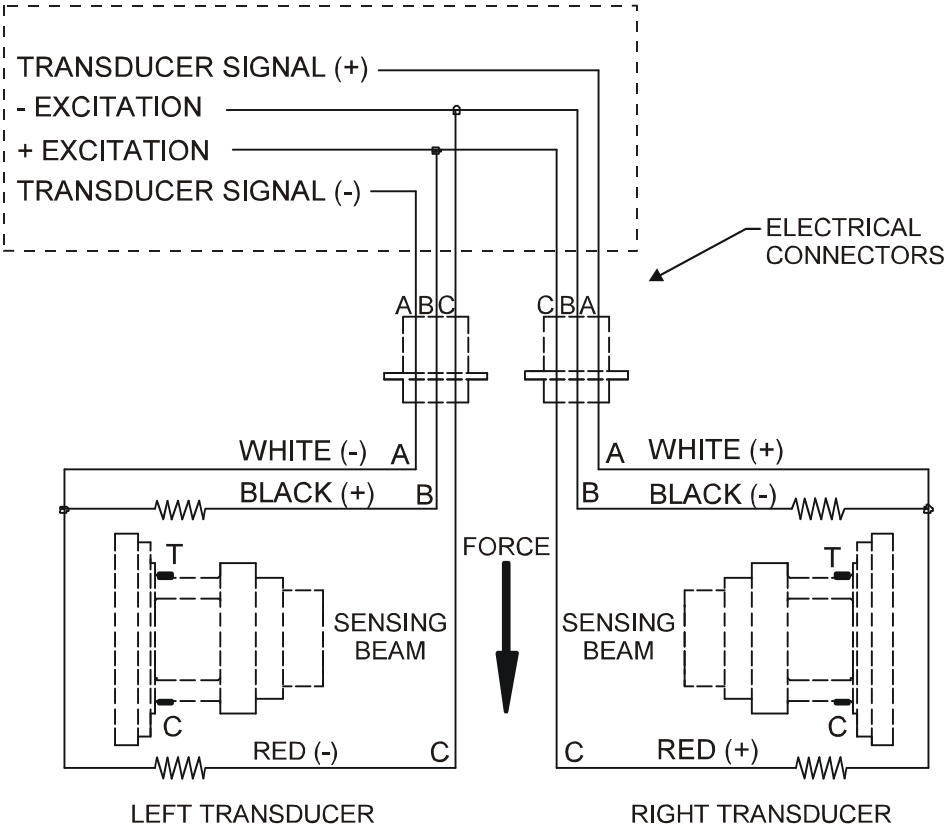 TRANSDUCER SIGNAL (+)
- EXCITATION
+ EXCITATION
TRANSDUCER SIGNAL (-)
ELECTRICAL
CONNECTORS
A B C
C B A
WHITE (-) A
A WHITE (+)
BLACK (+) B
B BLACK (-)
FORCE
T
T
SENSING
BEAM
SENSING
BEAM
C
C
RED (-) C
C RED (+)
LEFT TRANSDUCER
RIGHT TRANSDUCER